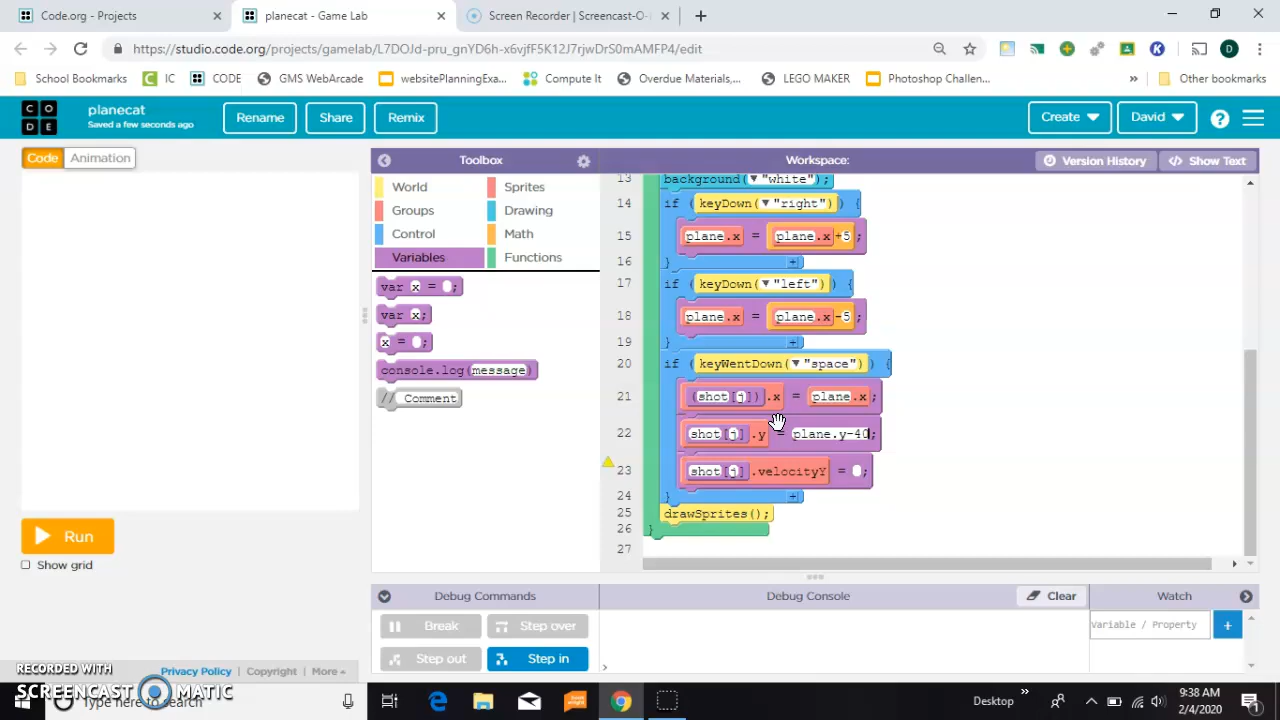 Code.org - Projects
planecat - Game Lab
Screen Recorder | Screencast-O-
https://studio.code.org/projects/gamelab/L7DOJd-pru_gnYD6h-x6vjfF5K12J7rjwDrS0mAMFP4/edit
School Bookmarks
IC
CODE
GMS WebArcade
websitePlanningExa...
Compute It
Overdue Materials,...
LEGO MAKER
Photoshop Challen...
Other bookmarks
CODE
planecat
Saved a few seconds ago
Rename
Share
Remix
Create
David
Code
Animation
Toolbox
Workspace:
Version History
</> Show Text
World
Sprites
Groups
Drawing
Control
Math
Variables
Functions
var x = ;
var x;
x = ;
console.log(message)
// Comment
13 background("white");
14 if (keyDown("right")) {
15 plane.x = plane.x+5;
16 }
17 if (keyDown("left")) {
18 plane.x = plane.x-5;
19 }
20 if (keyWentDown("space")) {
21 (shot[j]).x = plane.x;
22 shot[j].y = plane.y-40;
23 shot[j].velocityY = ;
24 }
25 drawSprites();
26 }
27
Run
Show grid
Debug Commands
Debug Console
Clear
Watch
Break
Step over
Step out
Step in
Variable / Property
Privacy Policy | Copyright | More
RECORDED WITH
SCREENCAST MATIC
Type here to search
Desktop
9:38 AM
2/4/2020